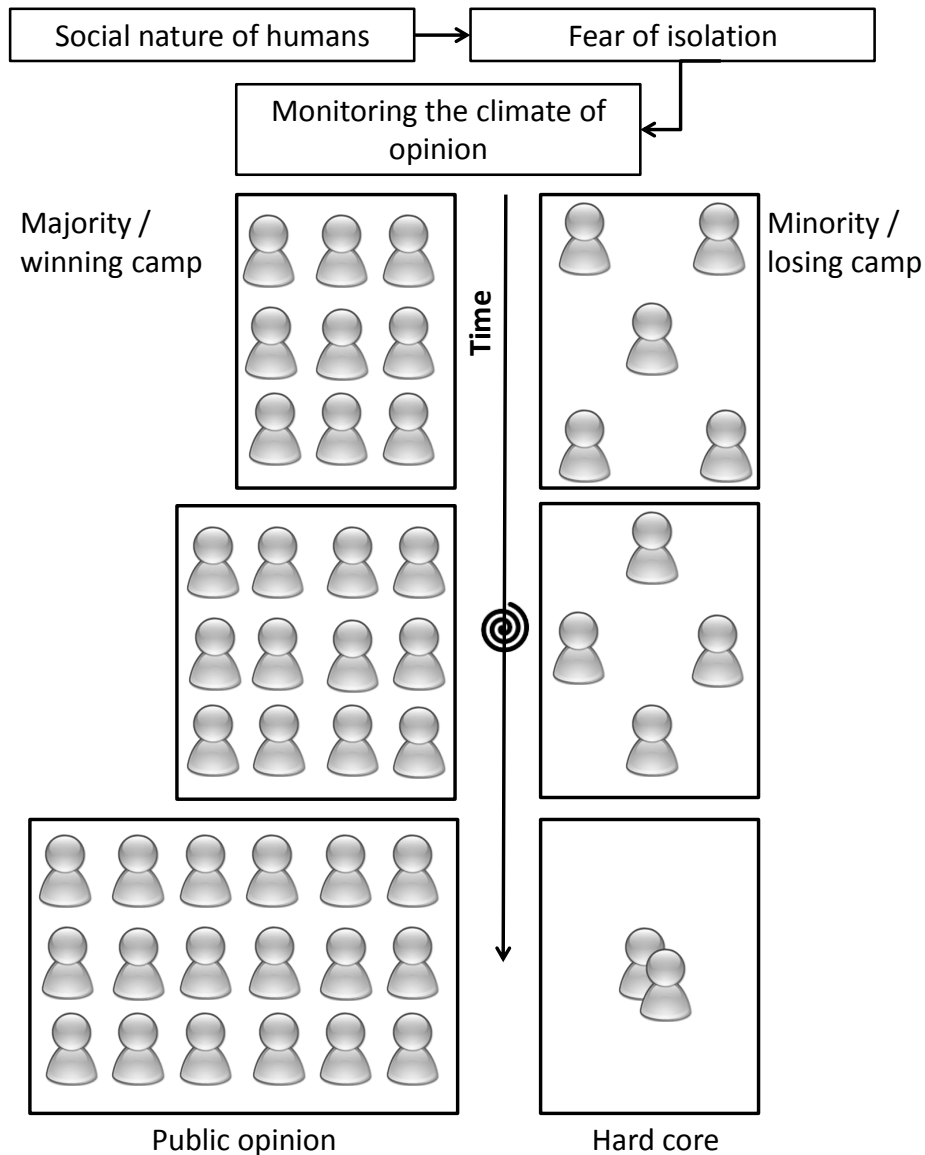 Social nature of humans
Fear of isolation
Monitoring the climate of
opinion
Majority /
winning camp
Time
Minority /
losing camp
Public opinion
Hard core